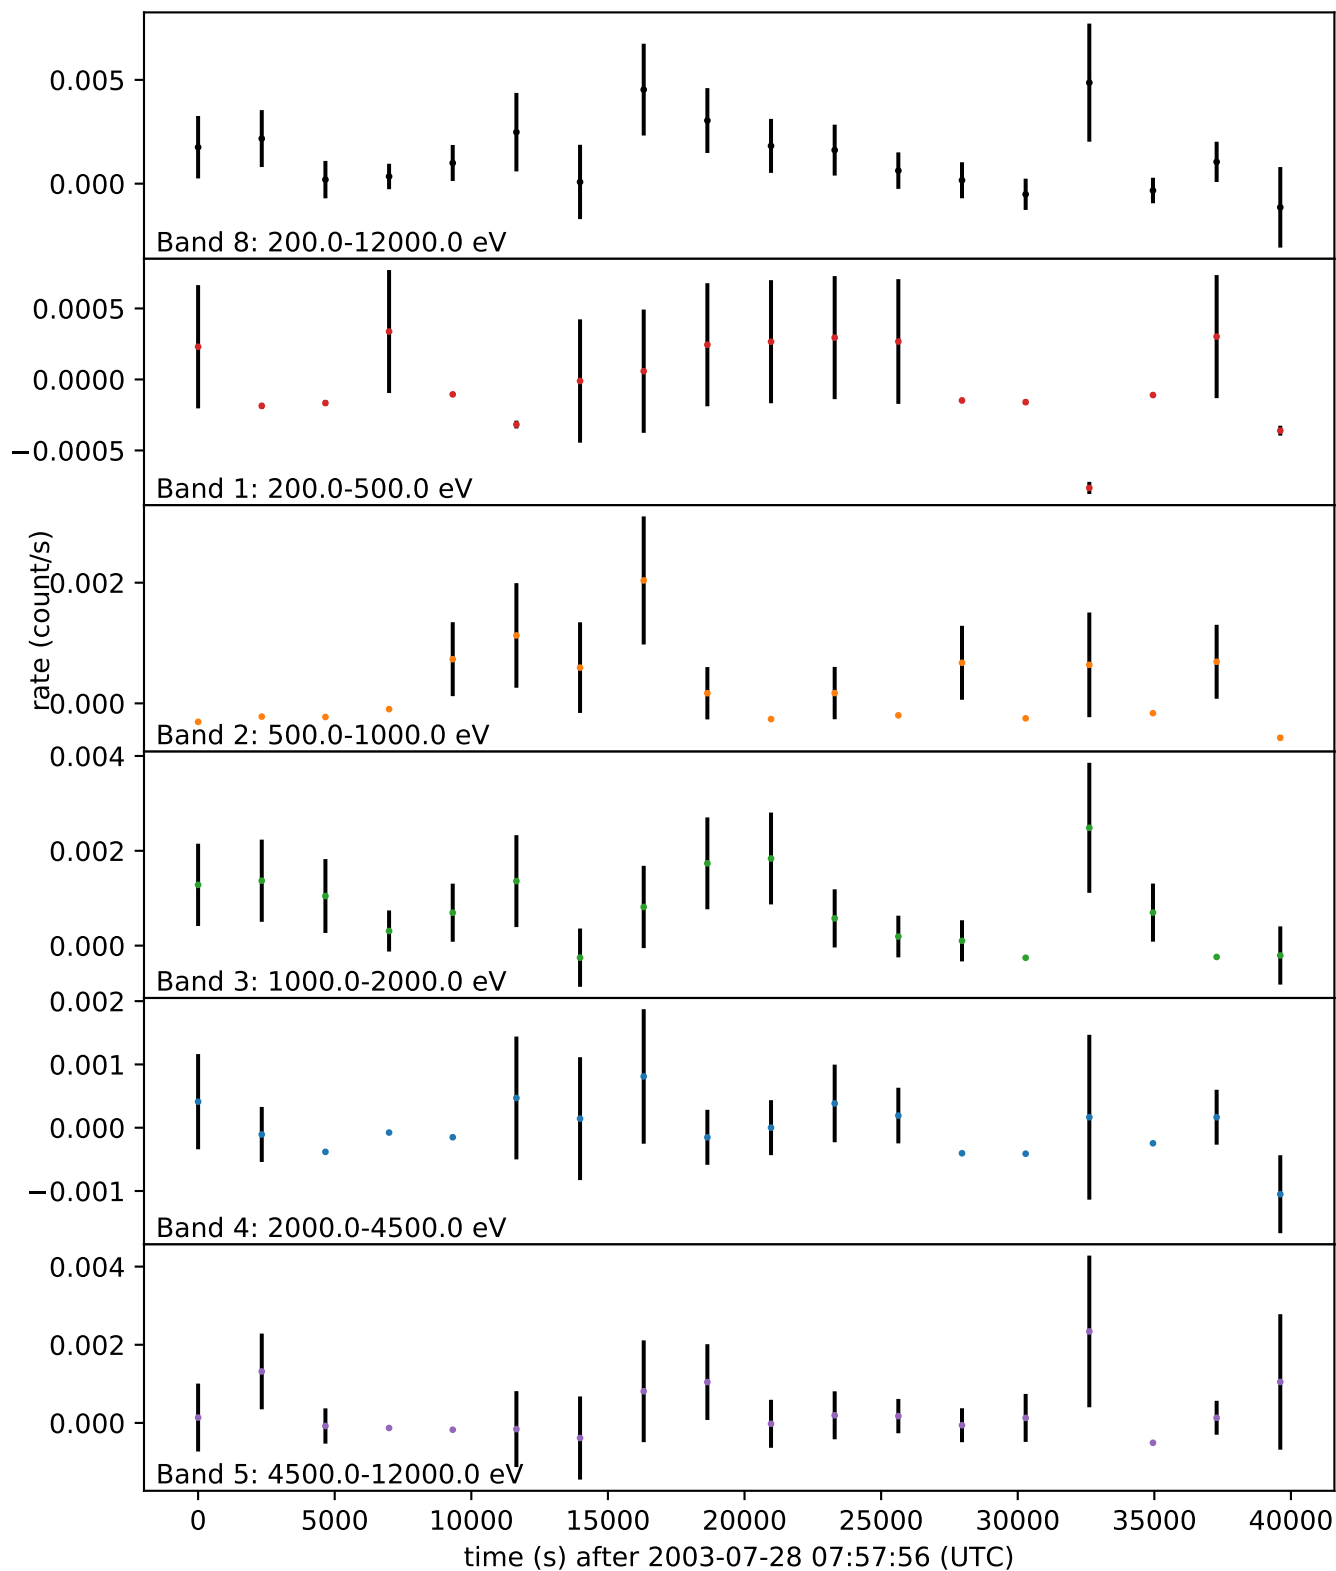 0.005
0.000
Band 8: 200.0-12000.0 eV
0.0005
0.0000
−0.0005
Band 1: 200.0-500.0 eV
rate (count/s)
0.002
0.000
Band 2: 500.0-1000.0 eV
0.004
0.002
0.000
Band 3: 1000.0-2000.0 eV
0.002
0.001
0.000
−0.001
Band 4: 2000.0-4500.0 eV
0.004
0.002
0.000
Band 5: 4500.0-12000.0 eV
0 5000 10000 15000 20000 25000 30000 35000 40000
time (s) after 2003-07-28 07:57:56 (UTC)